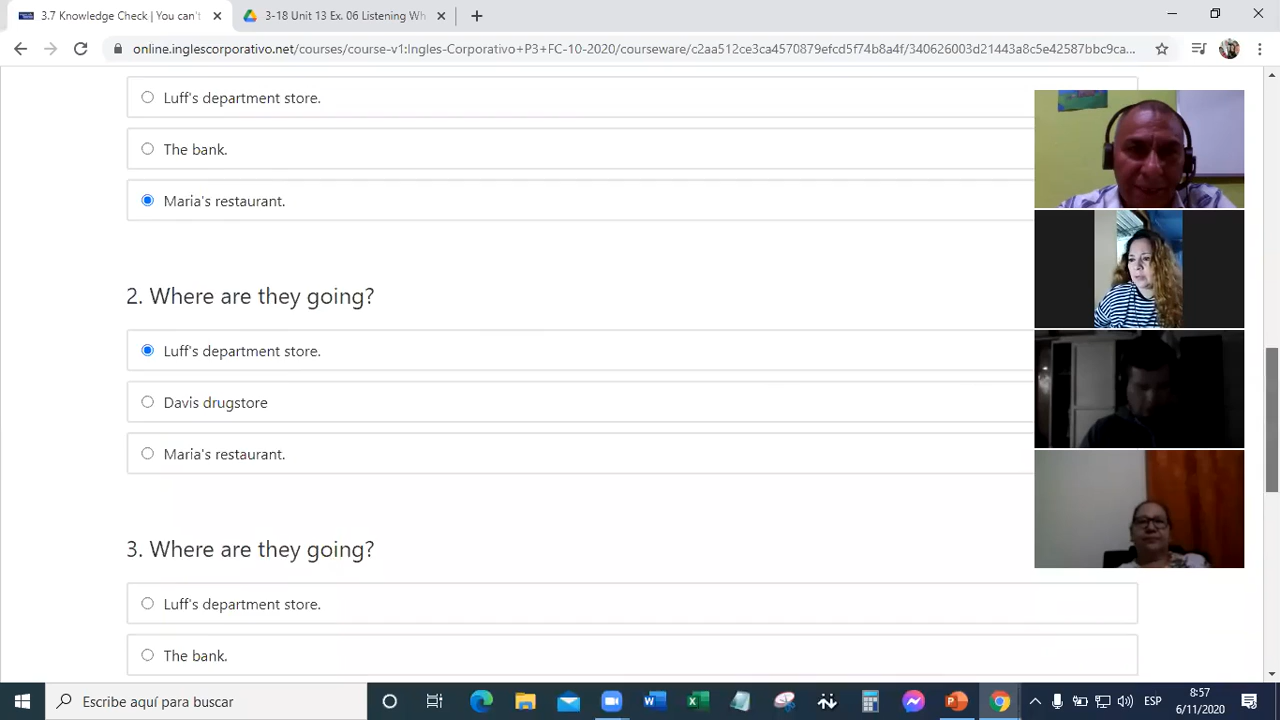 3.7 Knowledge Check | You can't
3-18 Unit 13 Ex. 06 Listening Wh
online.inglescorporativo.net/courses/course-v1:Ingles-Corporativo+P3+FC-10-2020/courseware/c2aa512ce3ca4570879efcd5f74b8a4f/340626003d21443a8c5e42587bbc9ca...
Luff's department store.
The bank.
Maria's restaurant.
2. Where are they going?
Luff's department store.
Davis drugstore
Maria's restaurant.
3. Where are they going?
Luff's department store.
The bank.
Escribe aquí para buscar
ESP
8:57
6/11/2020